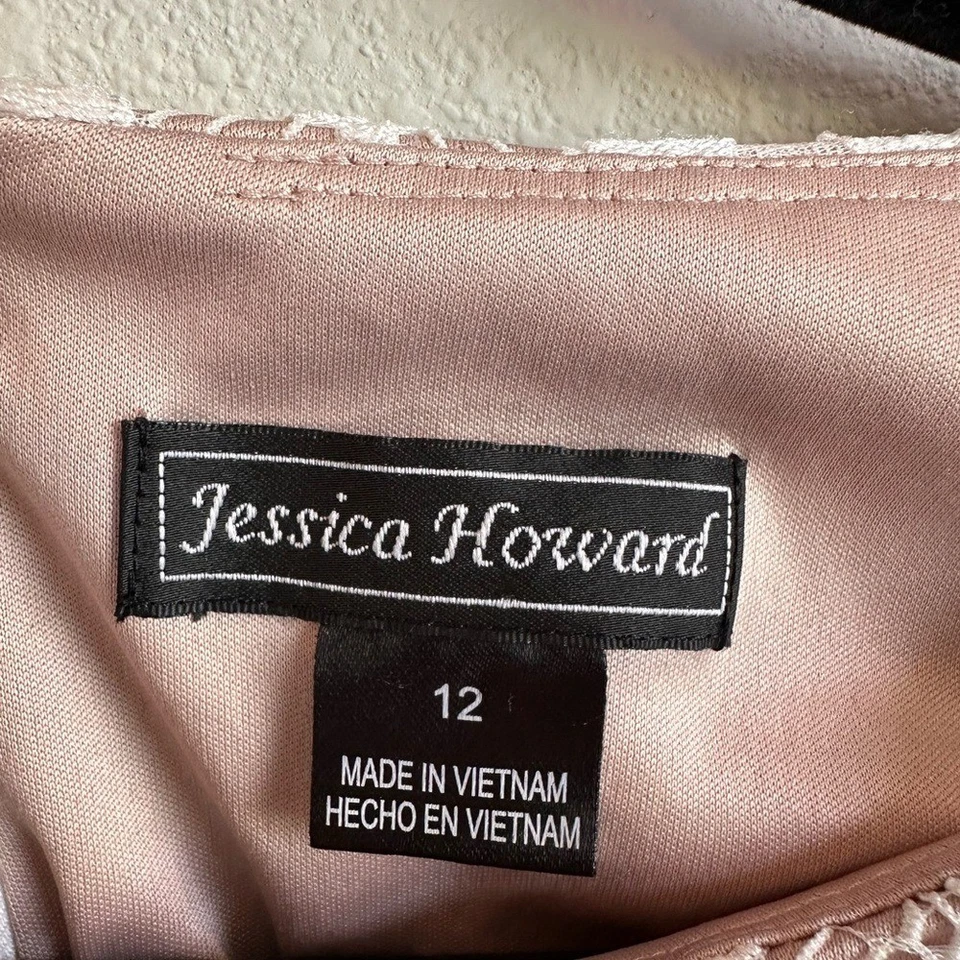 Jessica Howard
12
MADE IN VIETNAM
HECHO EN VIETNAM